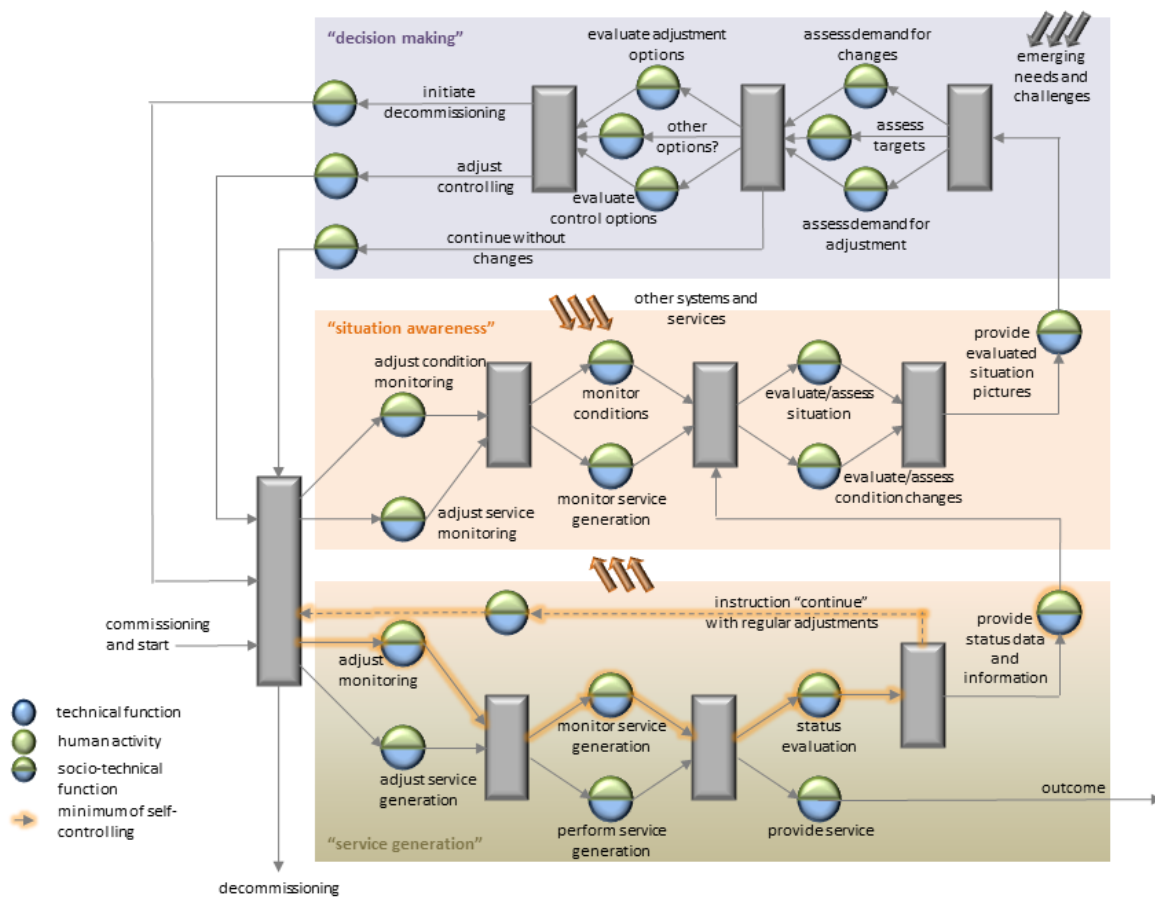 “decision making”
evaluate adjustment
options
assess demand for
changes
emerging
needs and
challenges
initiate
decommissioning
other
options?
assess
targets
adjust
controlling
evaluate
control options
assess demand for
adjustment
continue without
changes
other systems and
services
“situation awareness”
provide
evaluated
situation
pictures
adjust condition
monitoring
monitor
conditions
evaluate/assess
situation
evaluate/assess
condition changes
monitor
service generation
adjust service
monitoring
instruction “continue”
with regular adjustments
provide
status data
and
information
commissioning
and start
adjust
monitoring
monitor service
generation
status
evaluation
technical function
human activity
socio-technical
function
minimum of self-
controlling
adjust service
generation
outcome
perform service
generation
provide service
“service generation”
decommissioning